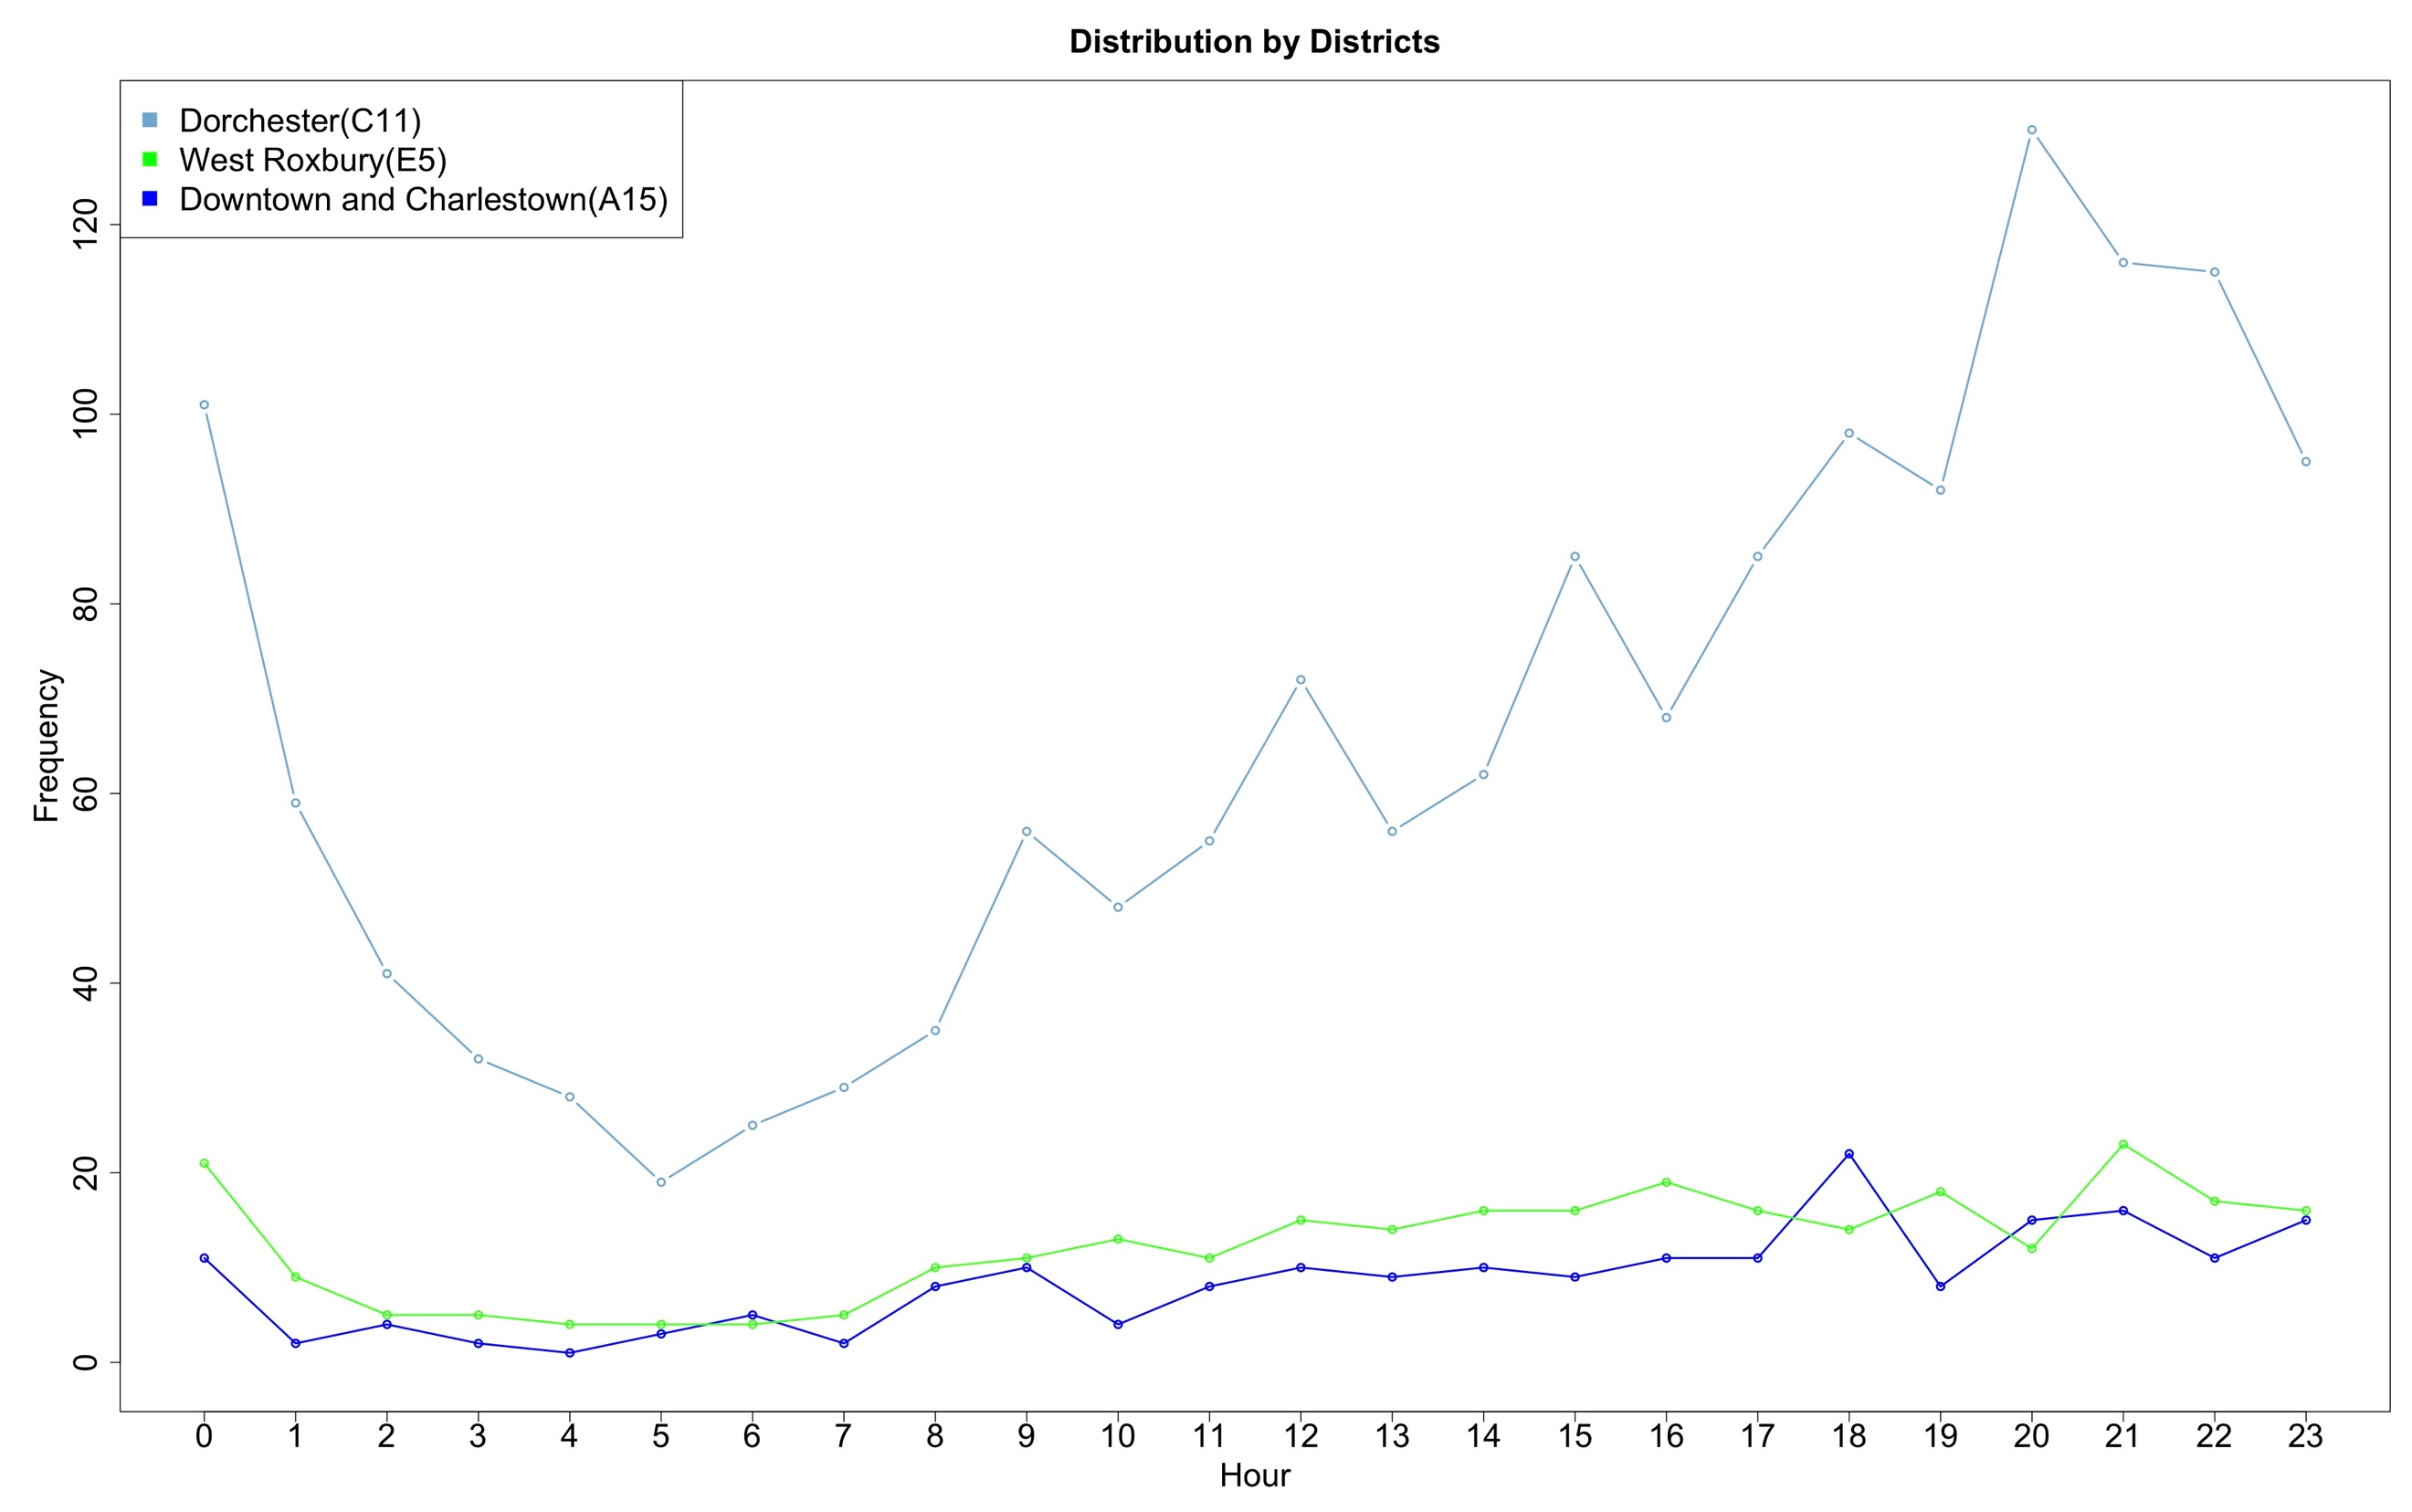 Distribution by Districts
Dorchester(C11)
West Roxbury(E5)
Downtown and Charlestown(A15)
Frequency
120
100
80
60
40
20
0
0 1 2 3 4 5 6 7 8 9 10 11 12 13 14 15 16 17 18 19 20 21 22 23
Hour